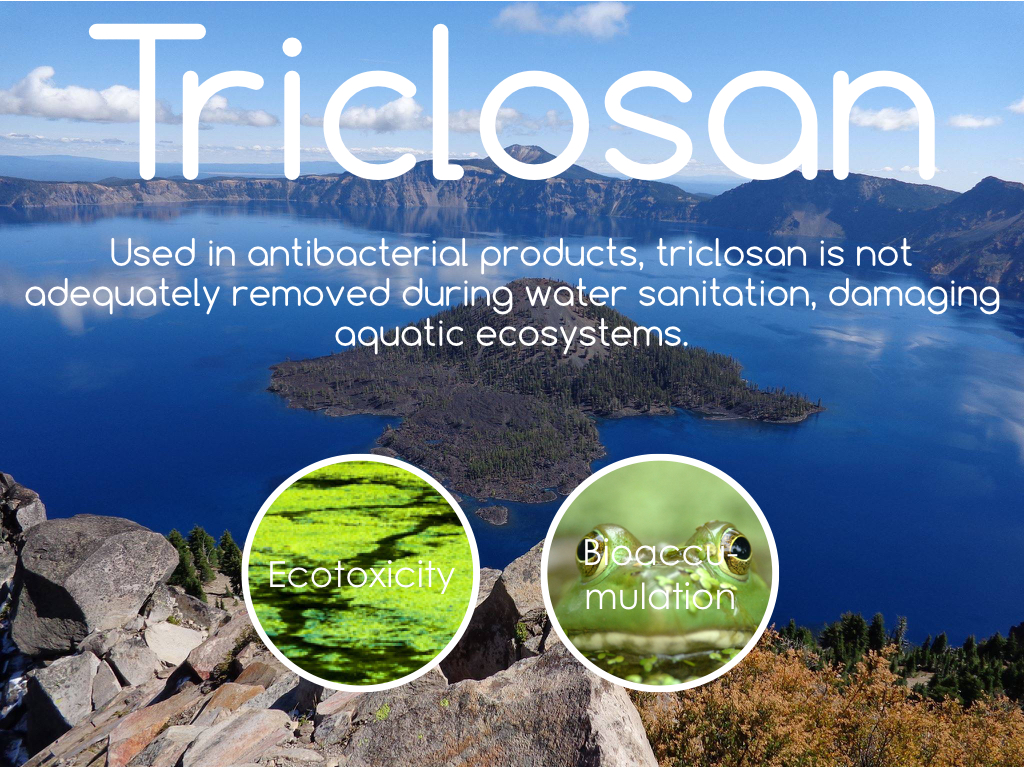 Triclosan
Used in antibacterial products, triclosan is not
adequately removed during water sanitation, damaging
aquatic ecosystems.
Ecotoxicity
Bioaccu-
mulation